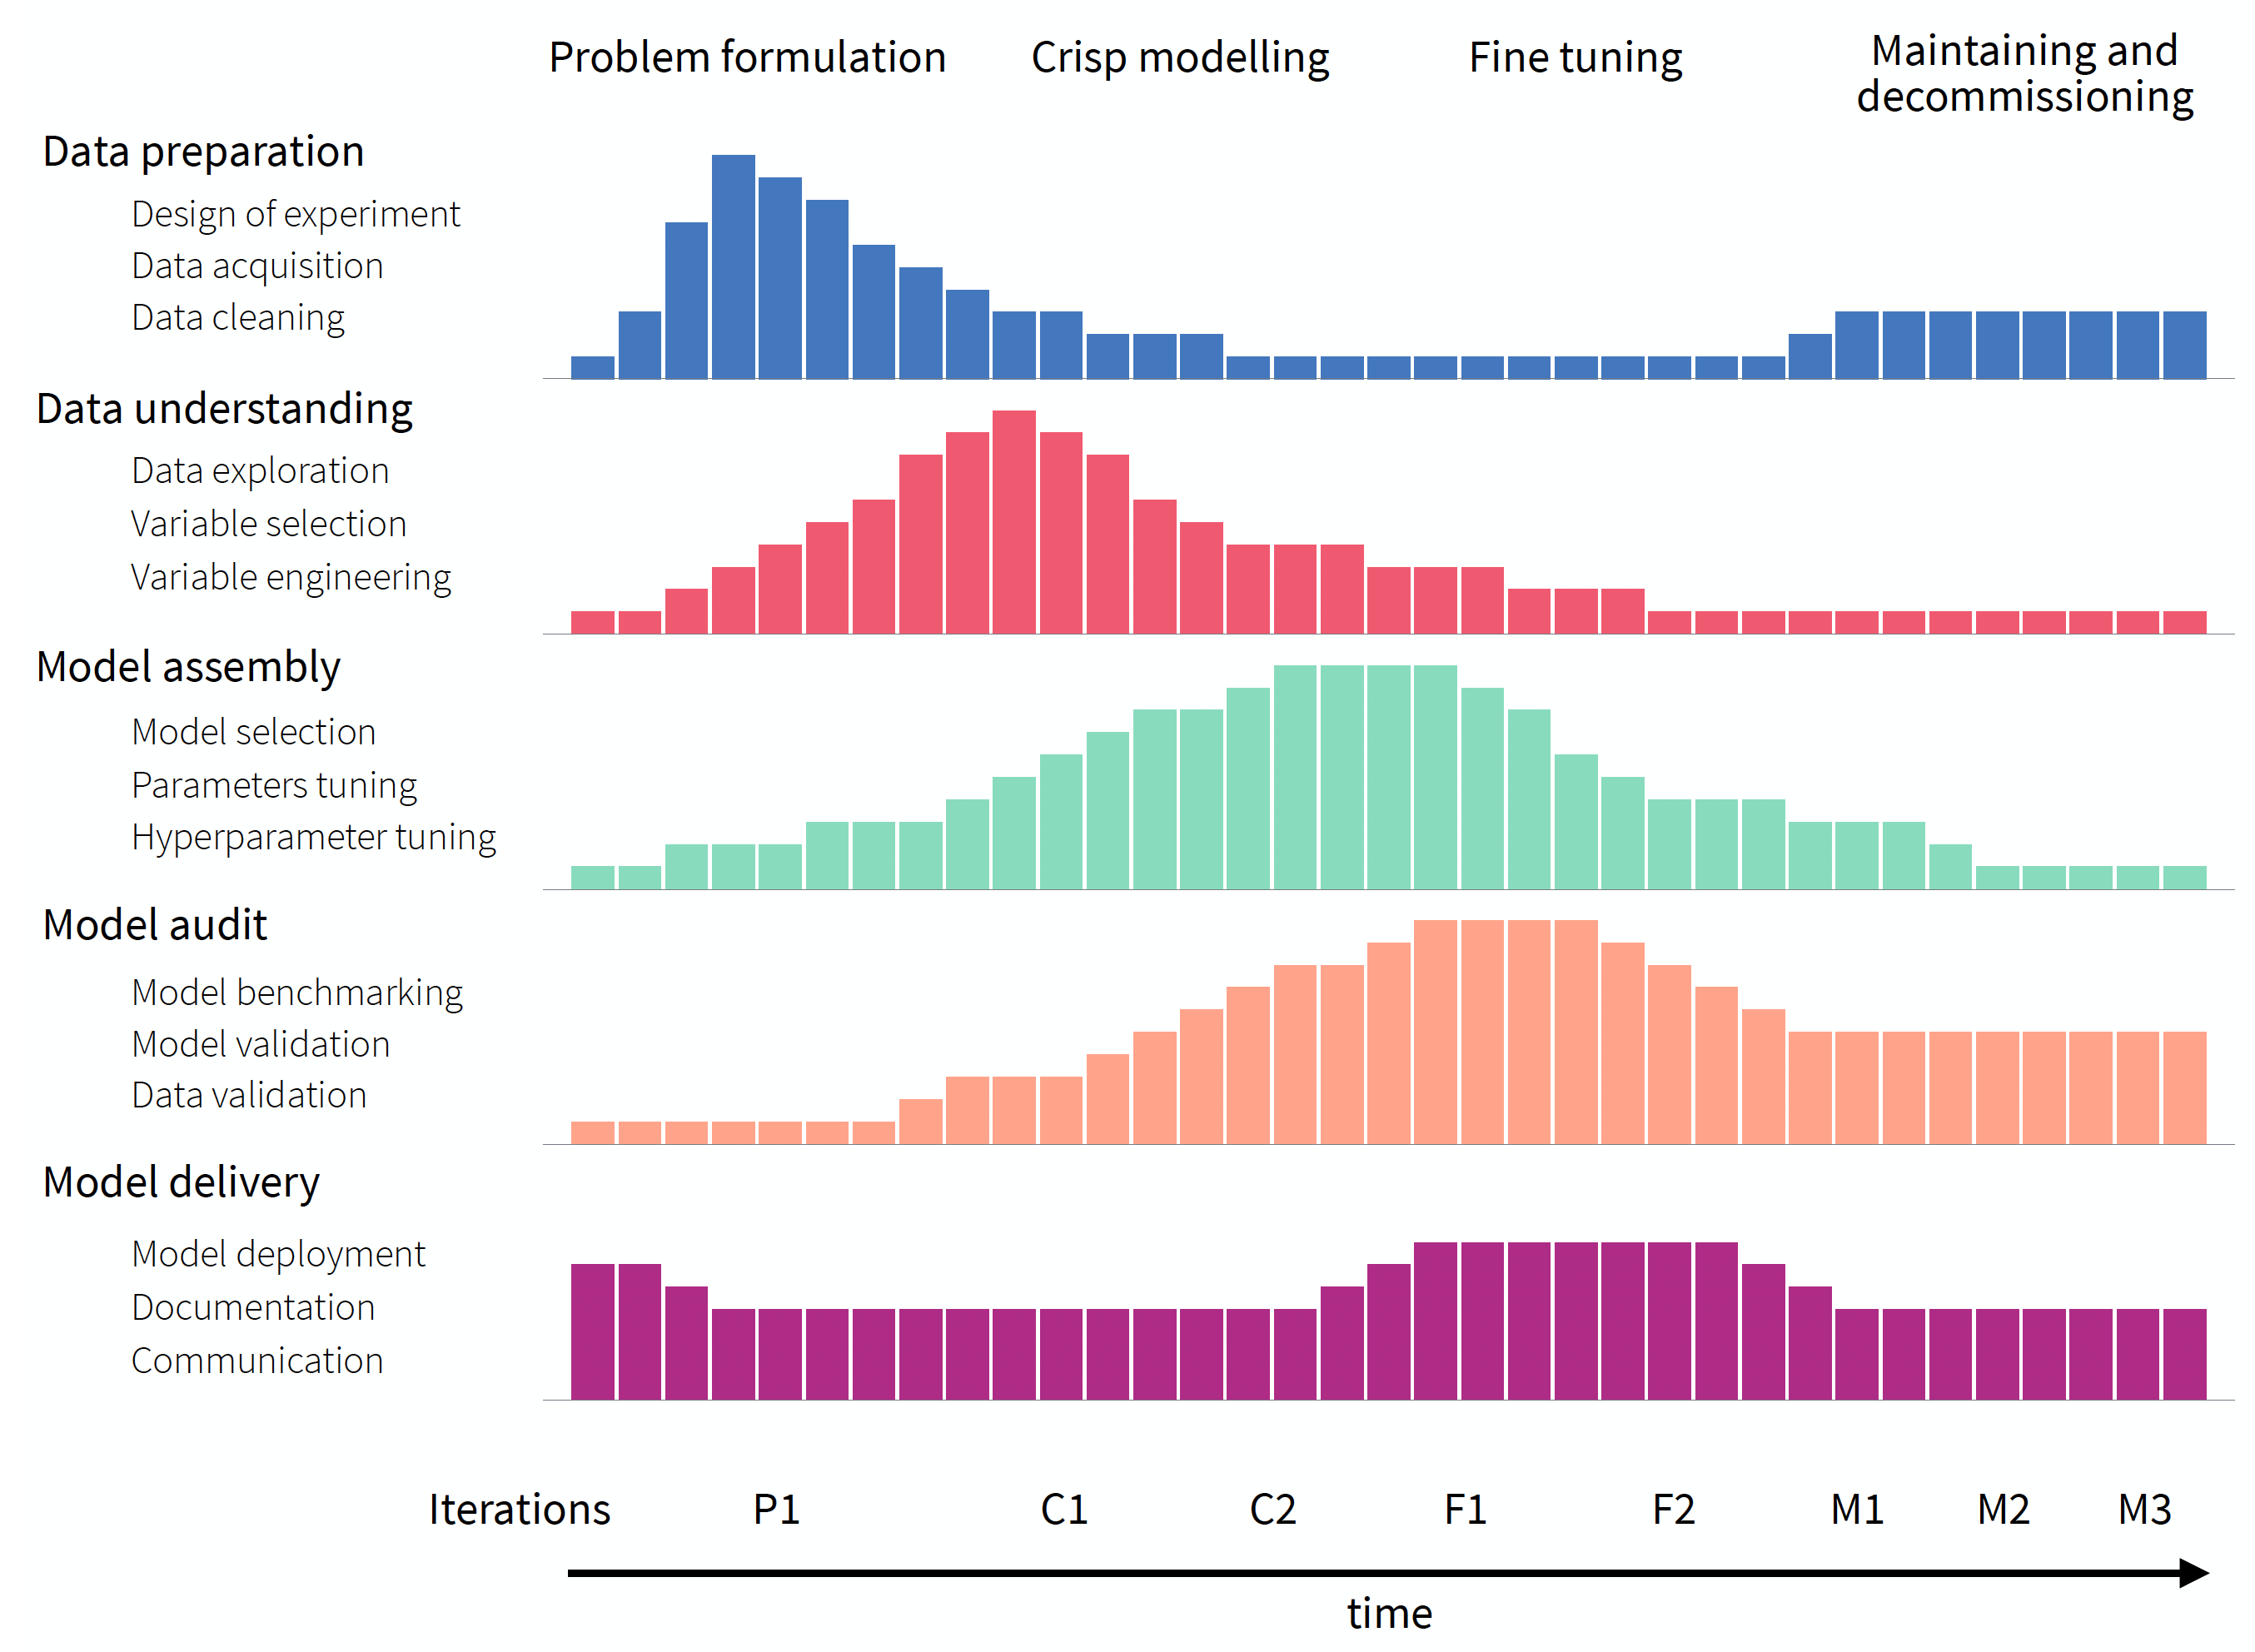 Problem formulation
Crisp modelling
Fine tuning
Maintaining and
decommissioning
Data preparation
Design of experiment
Data acquisition
Data cleaning
Data understanding
Data exploration
Variable selection
Variable engineering
Model assembly
Model selection
Parameters tuning
Hyperparameter tuning
Model audit
Model benchmarking
Model validation
Data validation
Model delivery
Model deployment
Documentation
Communication
Iterations P1 C1 C2 F1 F2 M1 M2 M3
time